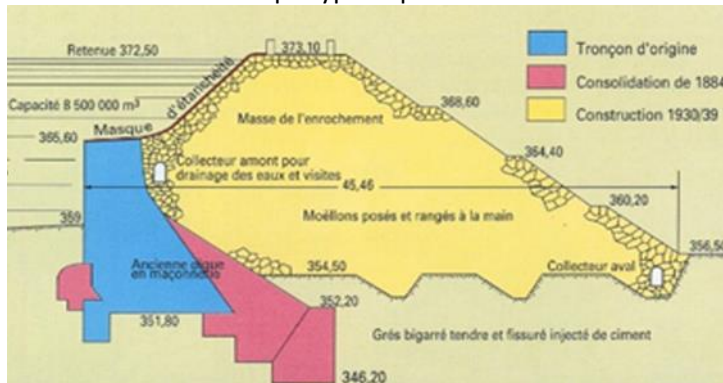 Retenue 372,50
373,10
Tronçon d'origine
Consolidation de 1884
Construction 1930/39
Capacité 8 500 000 m³
Masque d'étancheité
365,60
Masse de l'enrochement
368,60
Collecteur amont pour
drainage des eaux et visites
364,40
45,46
360,20
359
Moëllons posés et rangés à la main
356,50
Ancienne digue
en maçonnerie
354,50
Collecteur aval
352,20
351,80
Grés bigarré tendre et fissuré injecté de ciment
346,20